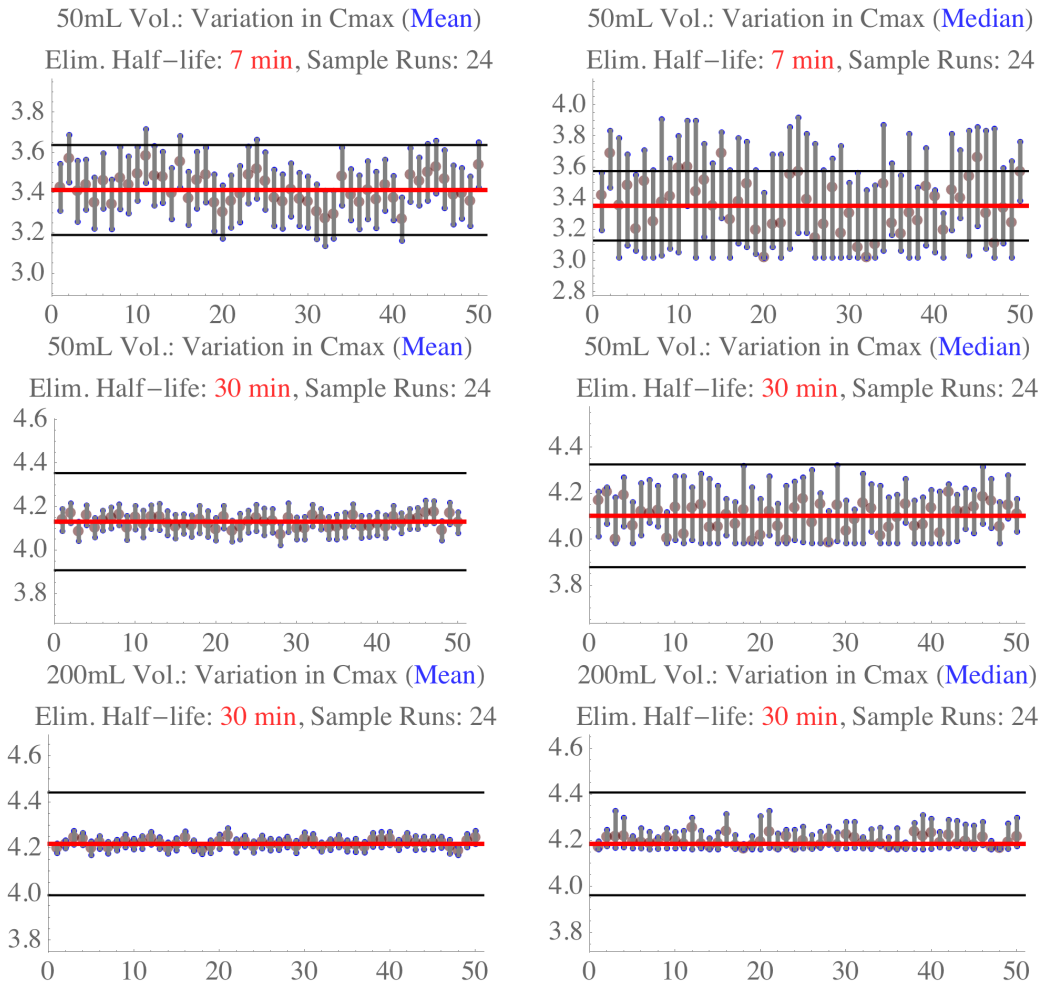 50mL Vol.: Variation in Cmax (Mean)
Elim. Half−life: 7 min, Sample Runs: 24
3.8
3.6
3.4
3.2
3.0
0 10 20 30 40 50
50mL Vol.: Variation in Cmax (Median)
Elim. Half−life: 7 min, Sample Runs: 24
4.0
3.8
3.6
3.4
3.2
3.0
2.8
0 10 20 30 40 50
50mL Vol.: Variation in Cmax (Mean)
Elim. Half−life: 30 min, Sample Runs: 24
4.6
4.4
4.2
4.0
3.8
0 10 20 30 40 50
50mL Vol.: Variation in Cmax (Median)
Elim. Half−life: 30 min, Sample Runs: 24
4.4
4.2
4.0
3.8
0 10 20 30 40 50
200mL Vol.: Variation in Cmax (Mean)
Elim. Half−life: 30 min, Sample Runs: 24
4.6
4.4
4.2
4.0
3.8
0 10 20 30 40 50
200mL Vol.: Variation in Cmax (Median)
Elim. Half−life: 30 min, Sample Runs: 24
4.6
4.4
4.2
4.0
3.8
0 10 20 30 40 50